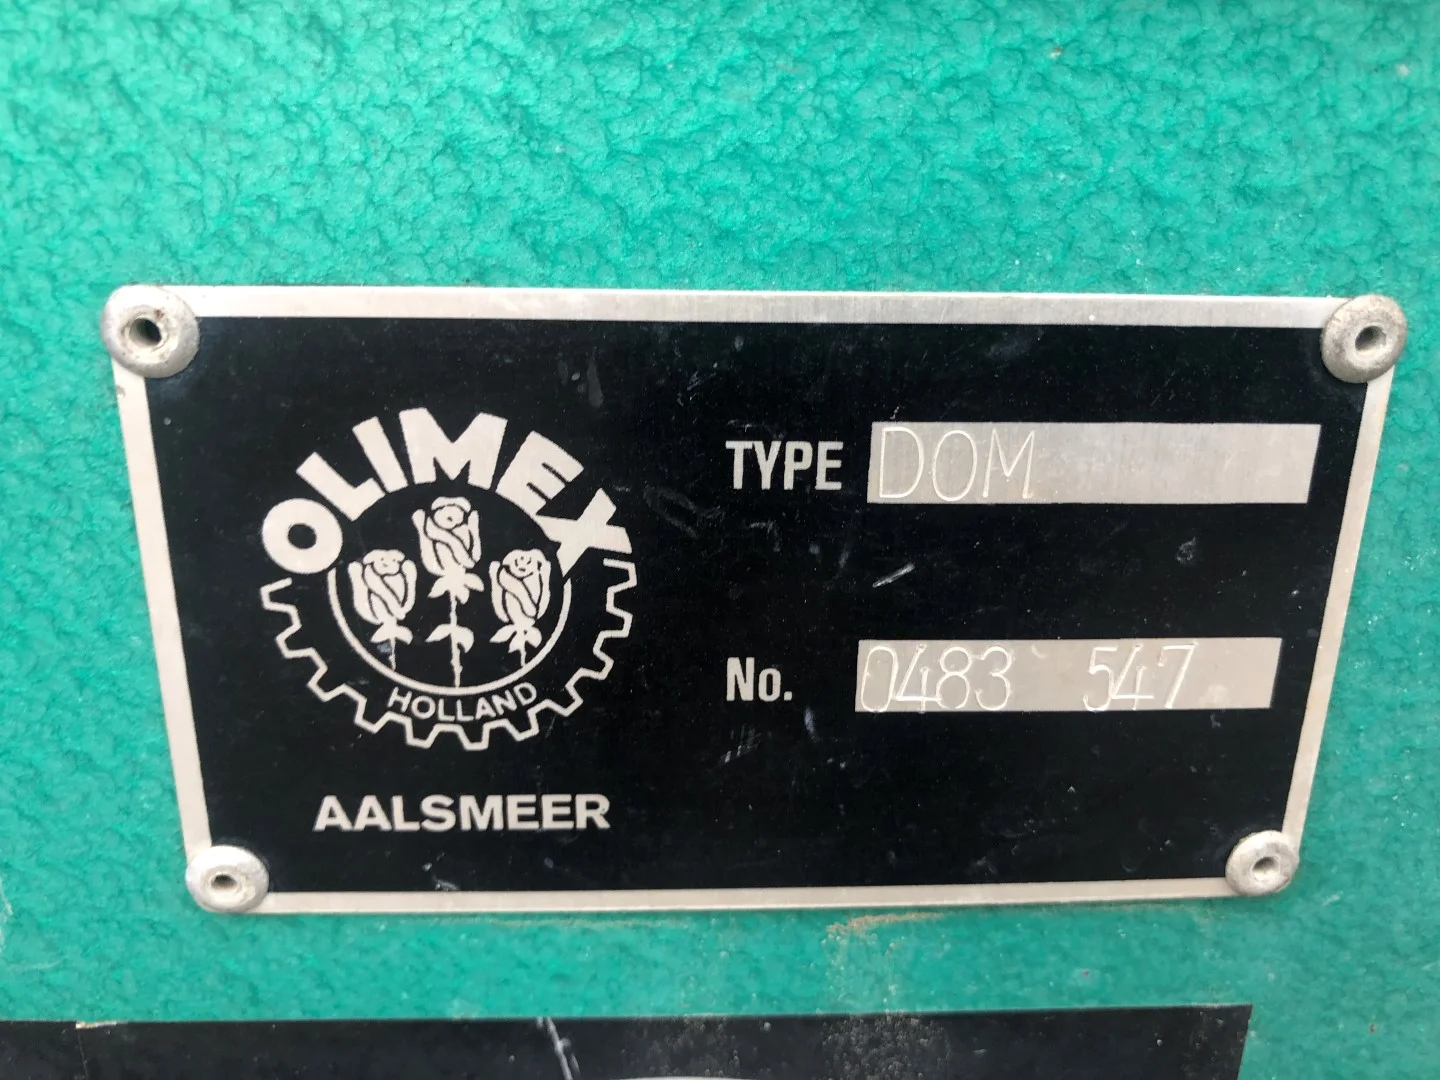 OLIMEX
HOLLAND
AALSMEER
TYPE DOM
No. 0483 547